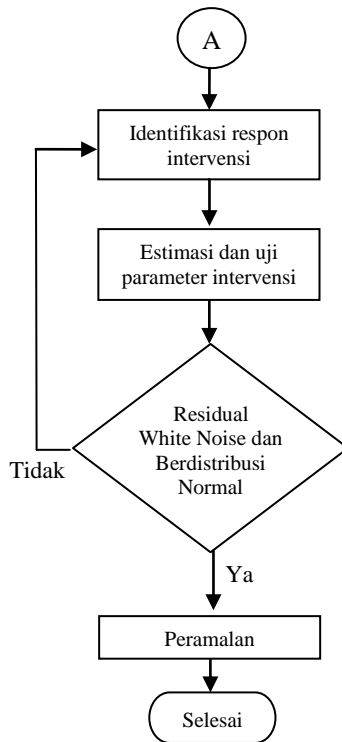 A
Identifikasi respon
intervensi
Estimasi dan uji
parameter intervensi
Residual
White Noise dan
Berdistribusi
Normal
Tidak
Ya
Peramalan
Selesai